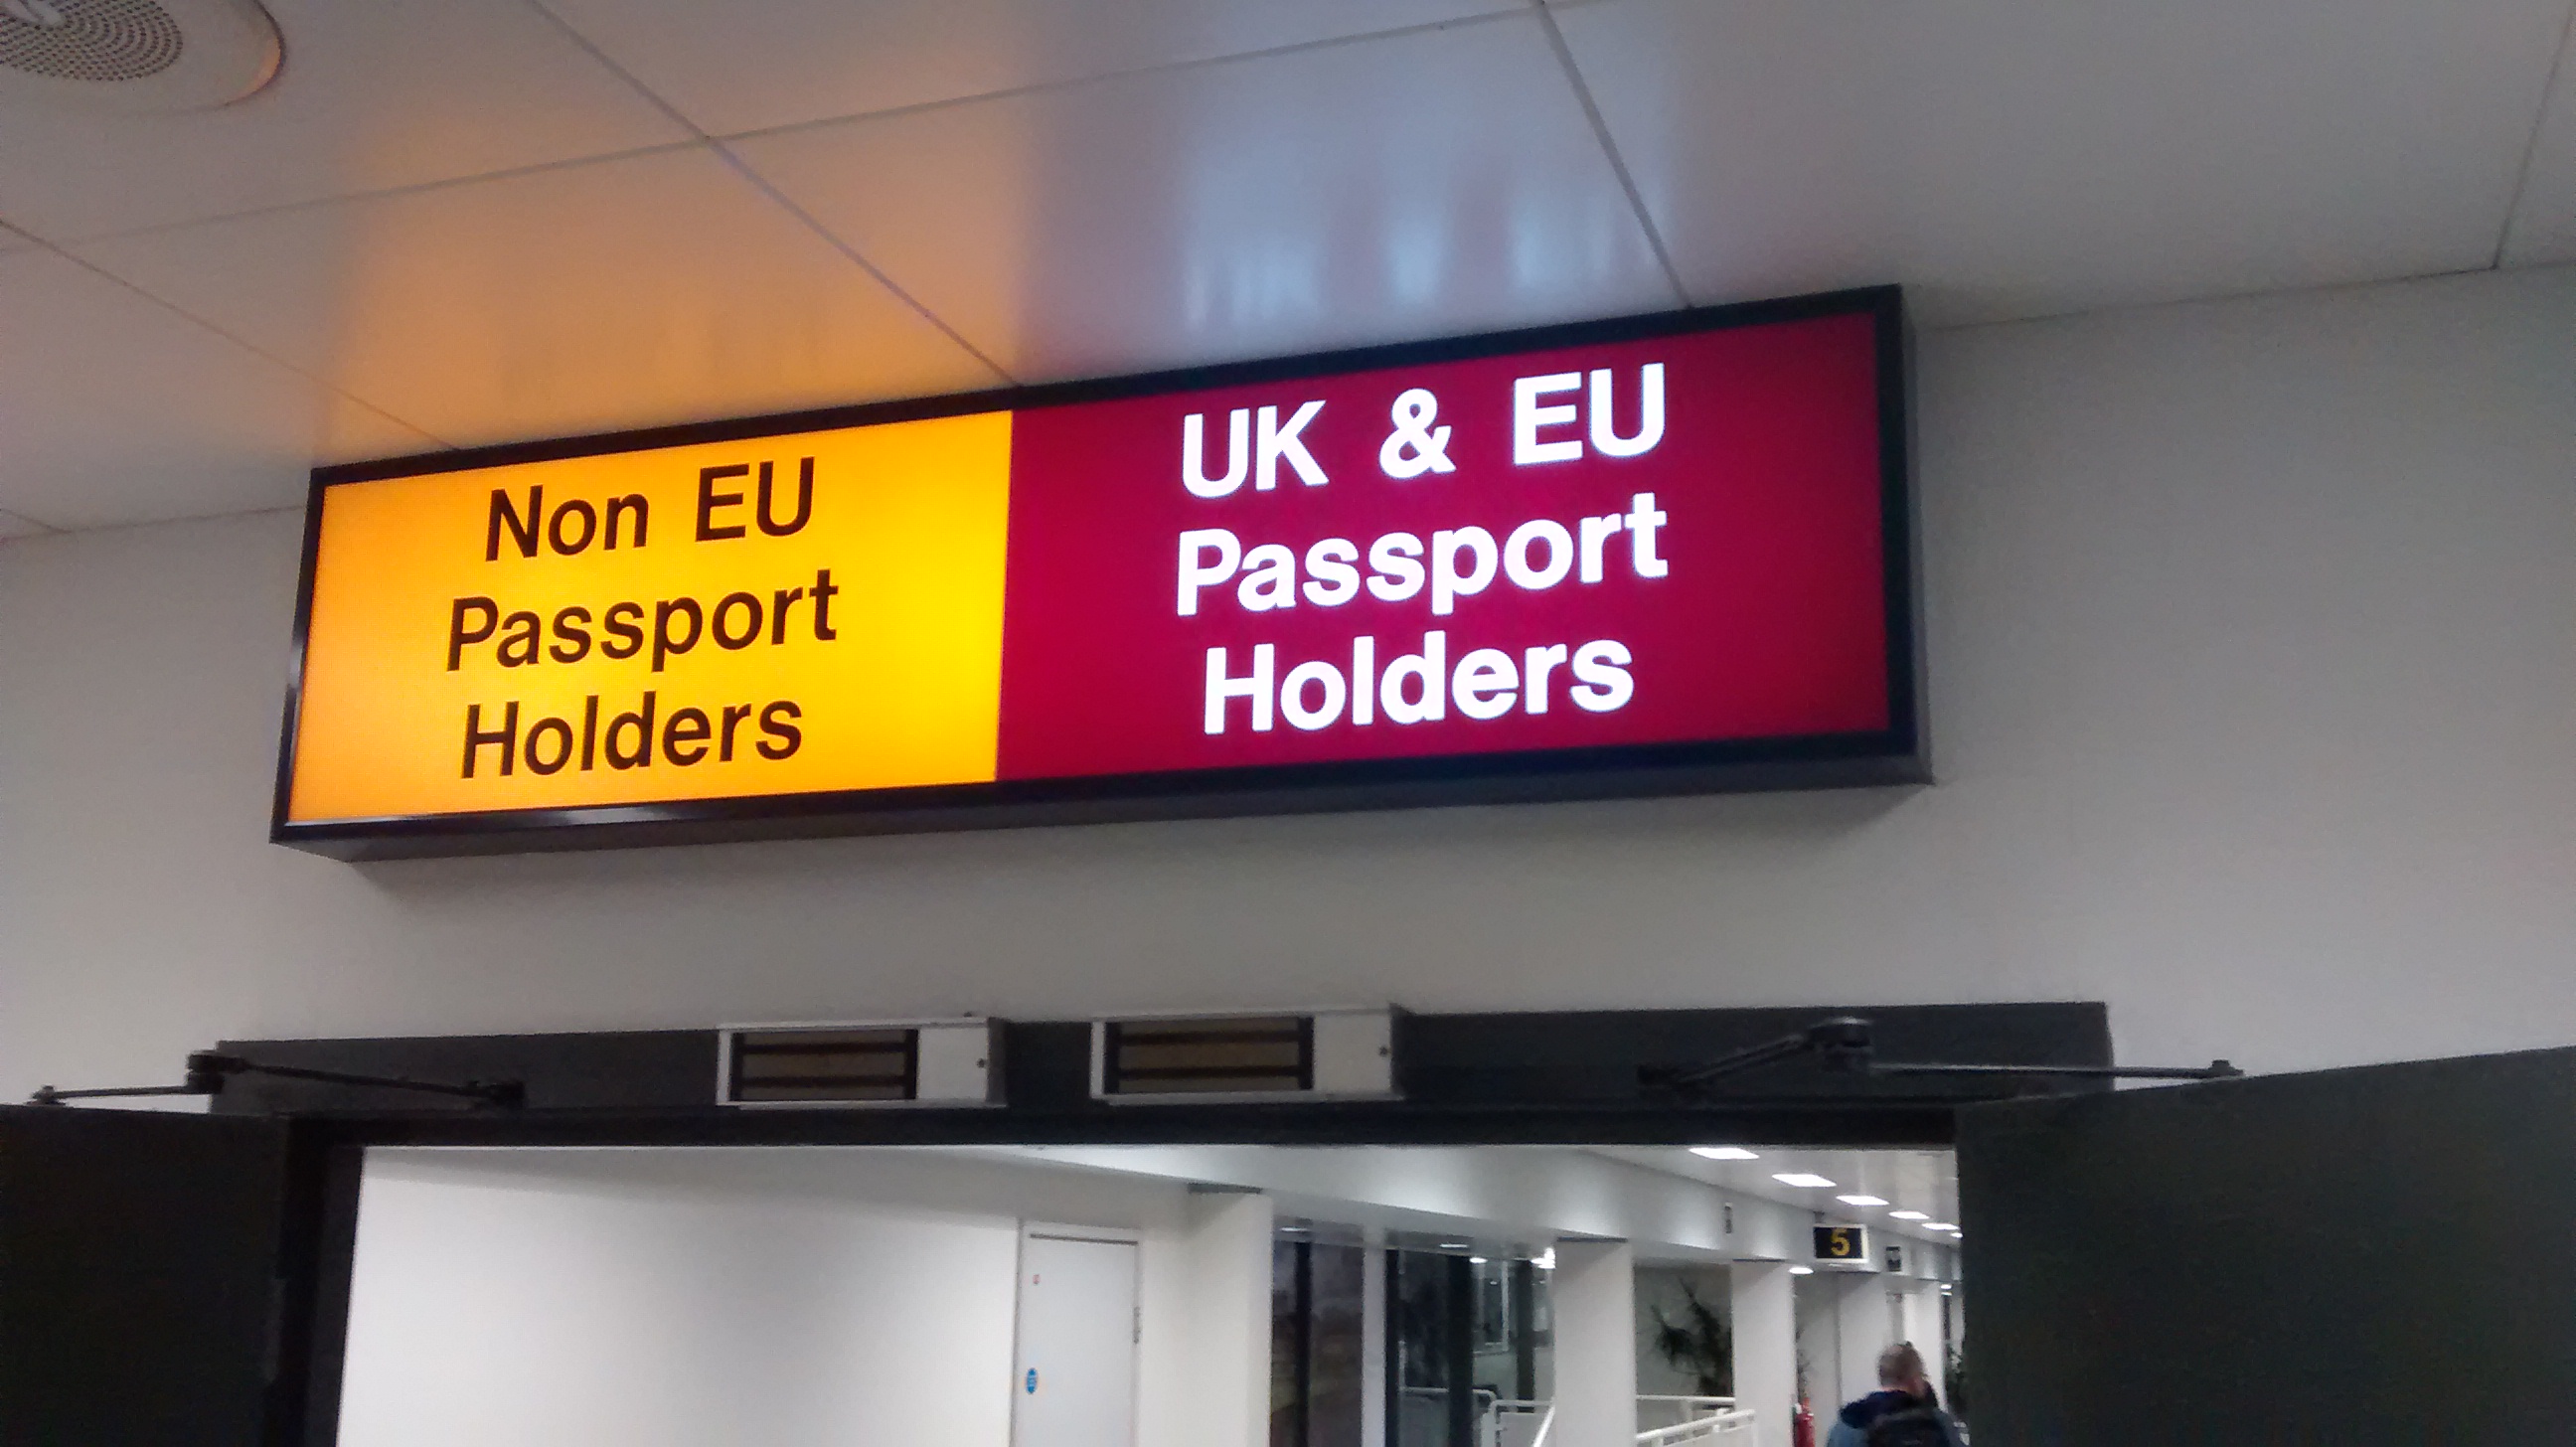 Non EU
Passport
Holders
UK & EU
Passport
Holders
5